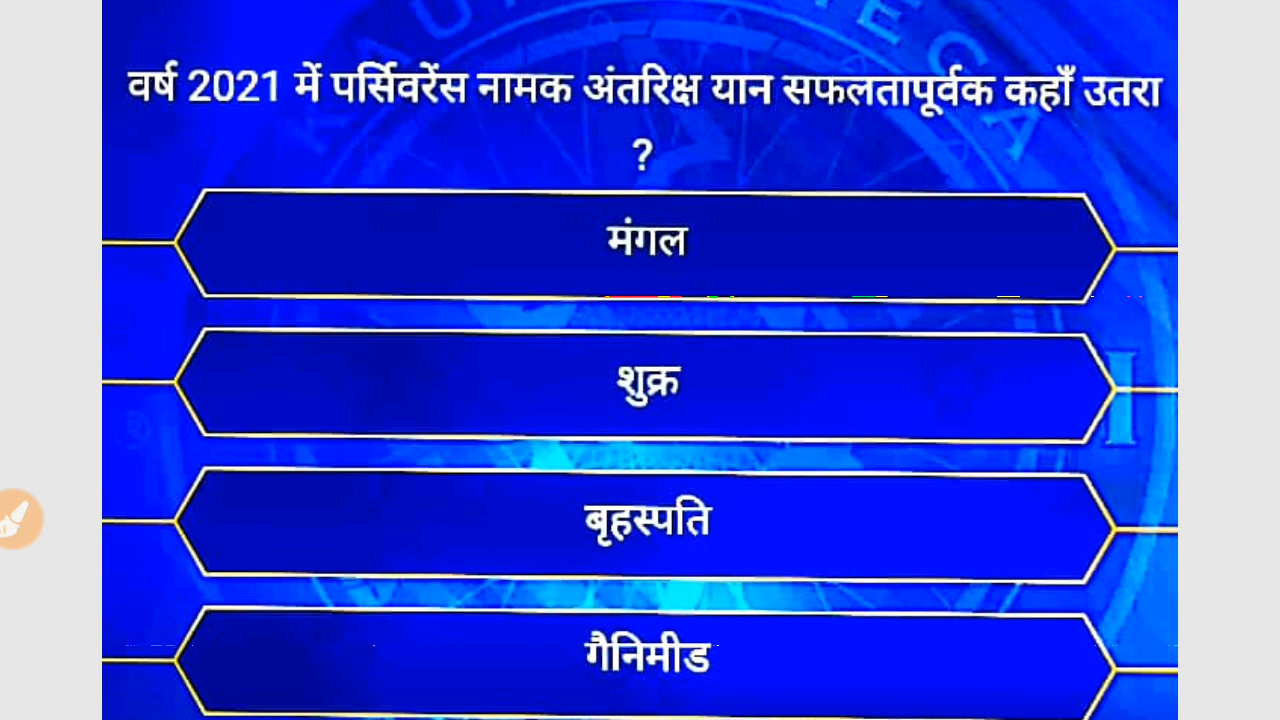 वर्ष 2021 में पर्सिवरेंस नामक अंतरिक्ष यान सफलतापूर्वक कहाँ उतरा
?
मंगल
शुक्र
बृहस्पति
गैनिमीड